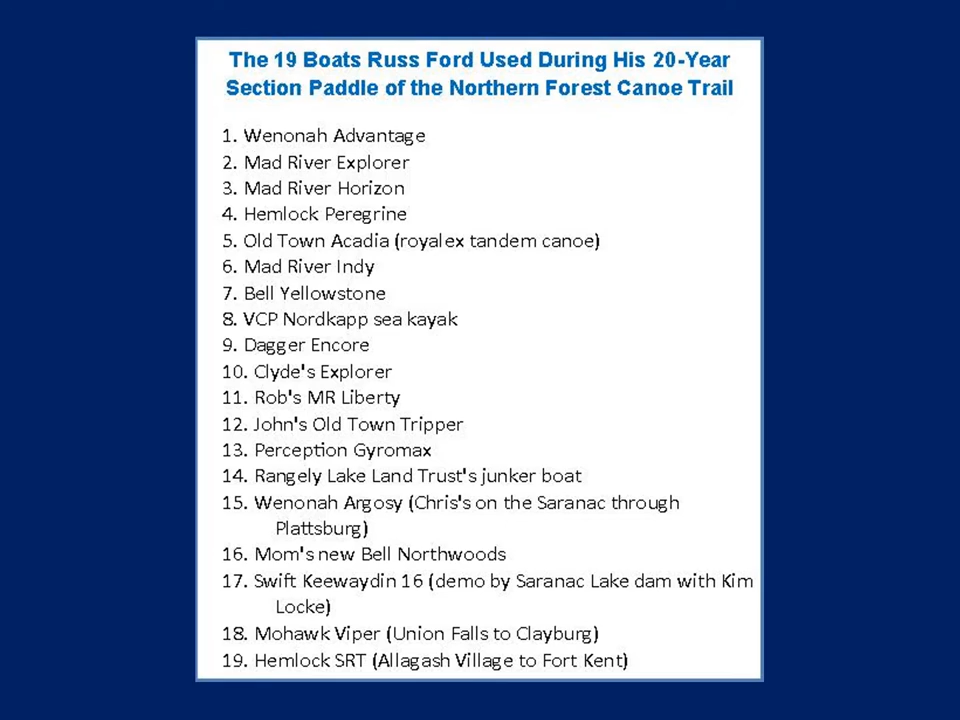 The 19 Boats Russ Ford Used During His 20-Year
Section Paddle of the Northern Forest Canoe Trail
1. Wenonah Advantage
2. Mad River Explorer
3. Mad River Horizon
4. Hemlock Peregrine
5. Old Town Acadia (royalex tandem canoe)
6. Mad River Indy
7. Bell Yellowstone
8. VCP Nordkapp sea kayak
9. Dagger Encore
10. Clyde's Explorer
11. Rob's MR Liberty
12. John's Old Town Tripper
13. Perception Gyromax
14. Rangely Lake Land Trust's junker boat
15. Wenonah Argosy (Chris's on the Saranac through
Plattsburg)
16. Mom's new Bell Northwoods
17. Swift Keewaydin 16 (demo by Saranac Lake dam with Kim
Locke)
18. Mohawk Viper (Union Falls to Clayburg)
19. Hemlock SRT (Allagash Village to Fort Kent)